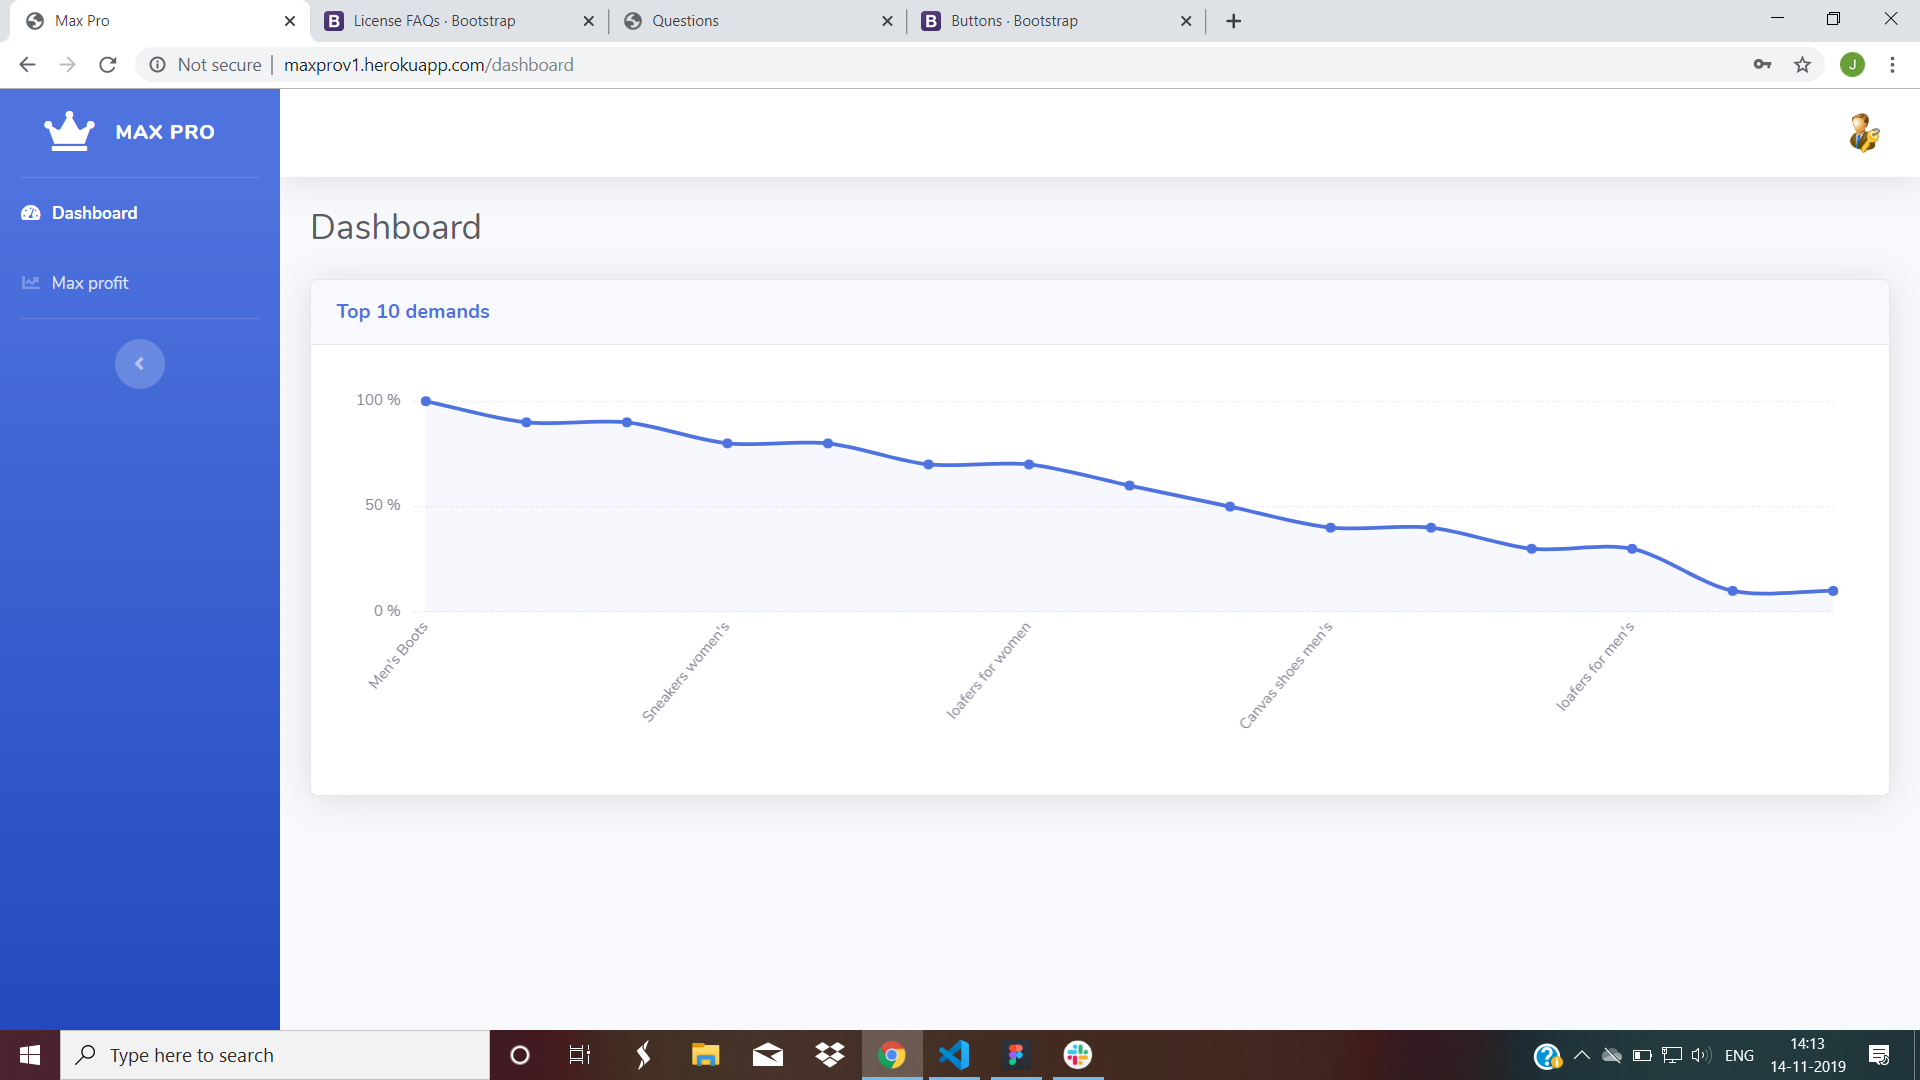 Max Pro
License FAQs · Bootstrap
Questions
Buttons · Bootstrap
Not secure | maxprov1.herokuapp.com/dashboard
J
MAX PRO
Dashboard
Max profit
Dashboard
Top 10 demands
100 %
50 %
0 %
Men's Boots
Sneakers women's
loafers for women
Canvas shoes men's
loafers for men's
Type here to search
ENG
14:13
14-11-2019